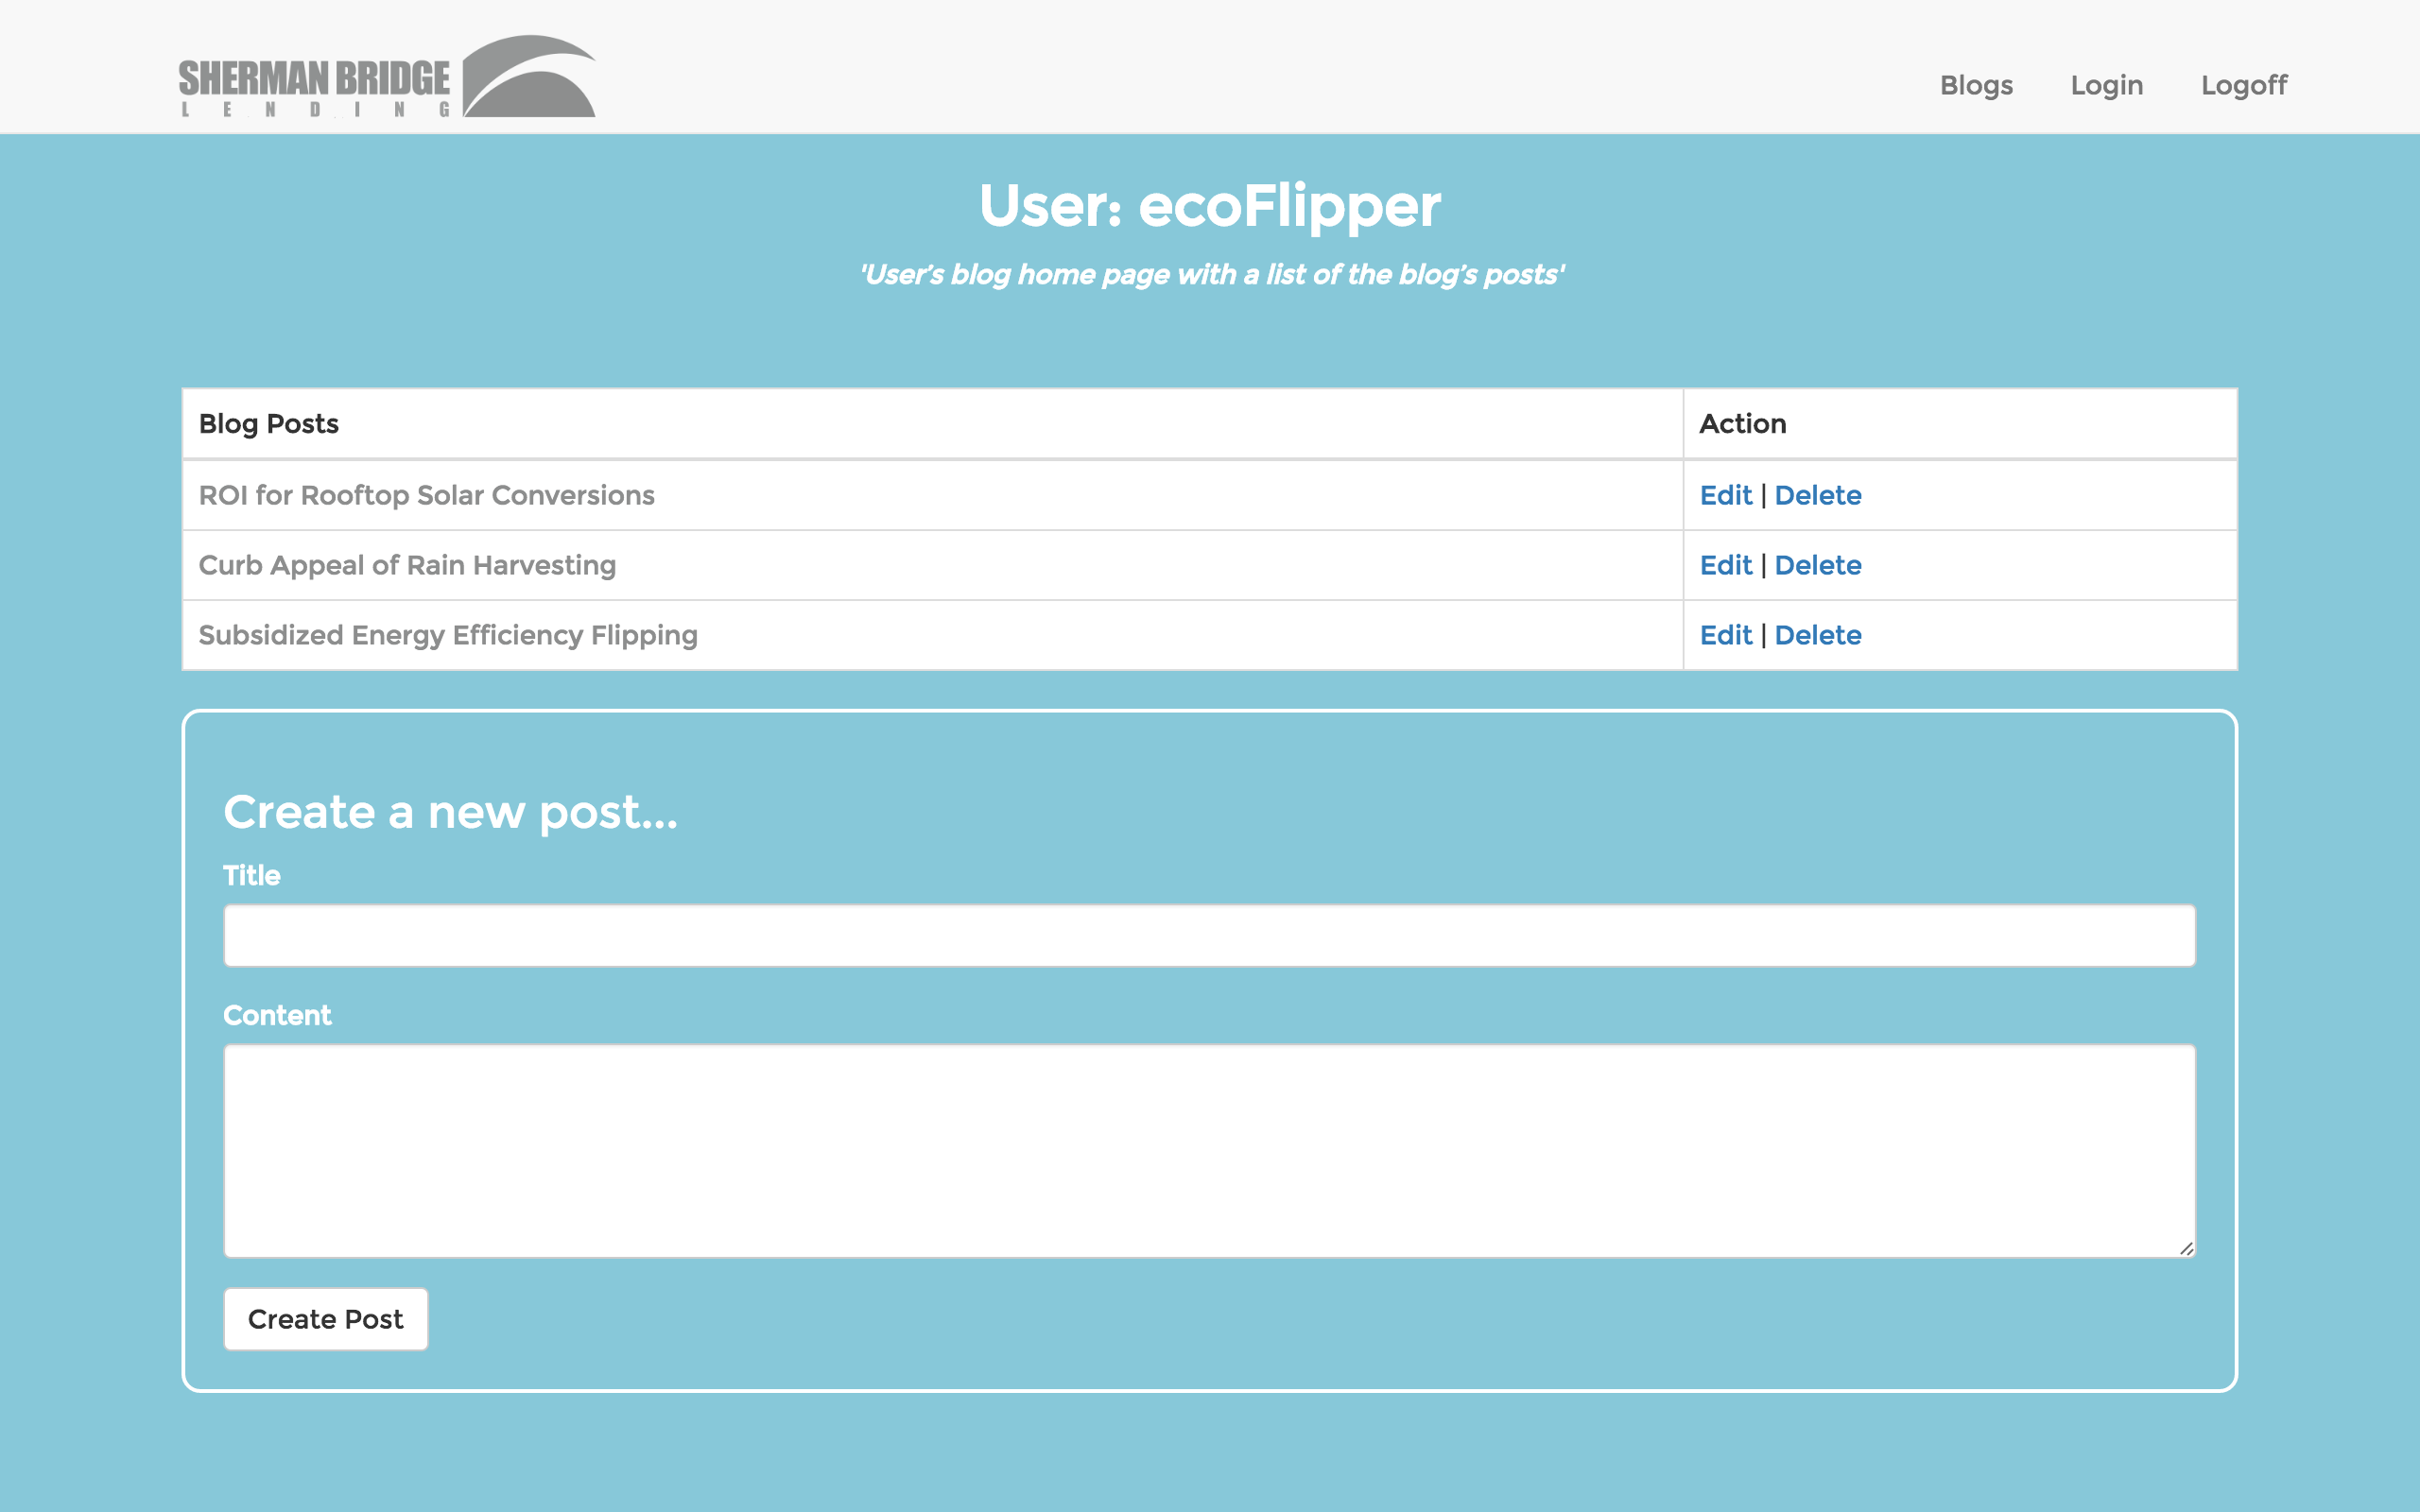 SHERMAN BRIDGE
LENDING
Blogs Login Logoff
User: ecoFlipper
'User's blog home page with a list of the blog's posts'
Blog Posts Action
ROI for Rooftop Solar Conversions Edit | Delete
Curb Appeal of Rain Harvesting Edit | Delete
Subsidized Energy Efficiency Flipping Edit | Delete
Create a new post...
Title
Content
Create Post